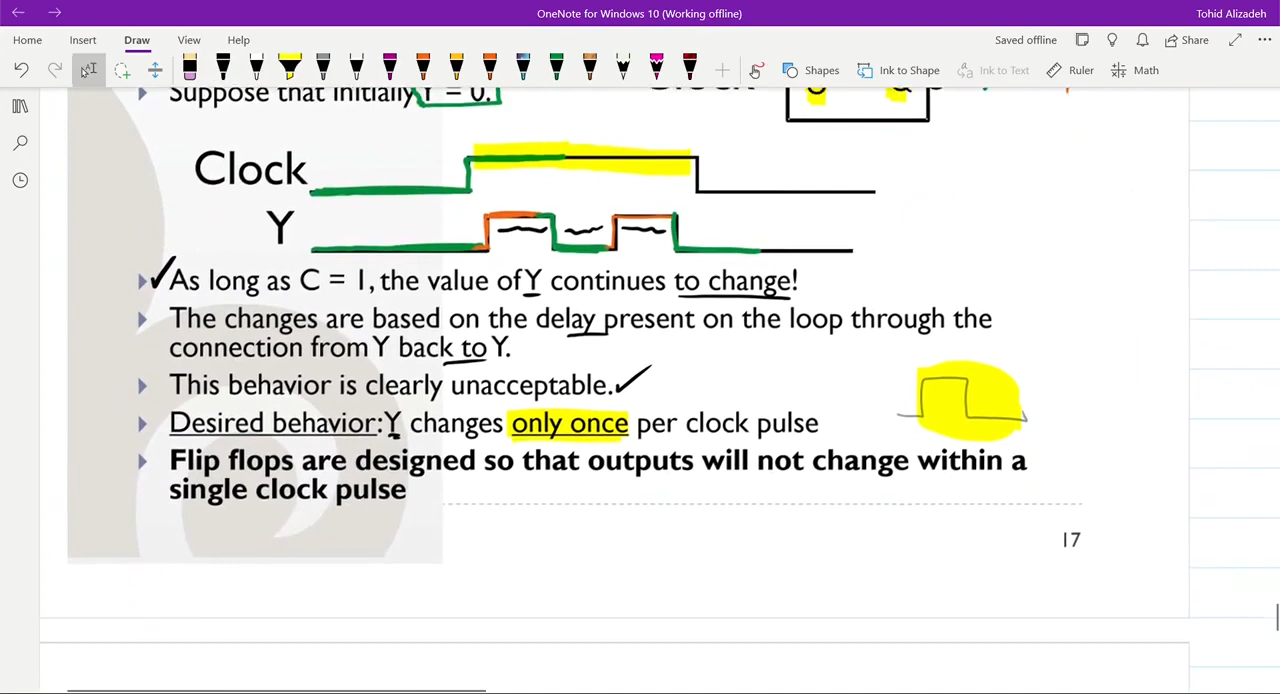 OneNote for Windows 10 (Working offline)
Tohid Alizadeh
Home Insert Draw View Help
Saved offline Share
Shapes Ink to Shape Ink to Text Ruler Math
Suppose that initially Y = 0.
Clock
Y
As long as C = 1, the value of Y continues to change!
The changes are based on the delay present on the loop through the
connection from Y back to Y.
This behavior is clearly unacceptable.
Desired behavior: Y changes only once per clock pulse
Flip flops are designed so that outputs will not change within a
single clock pulse
17